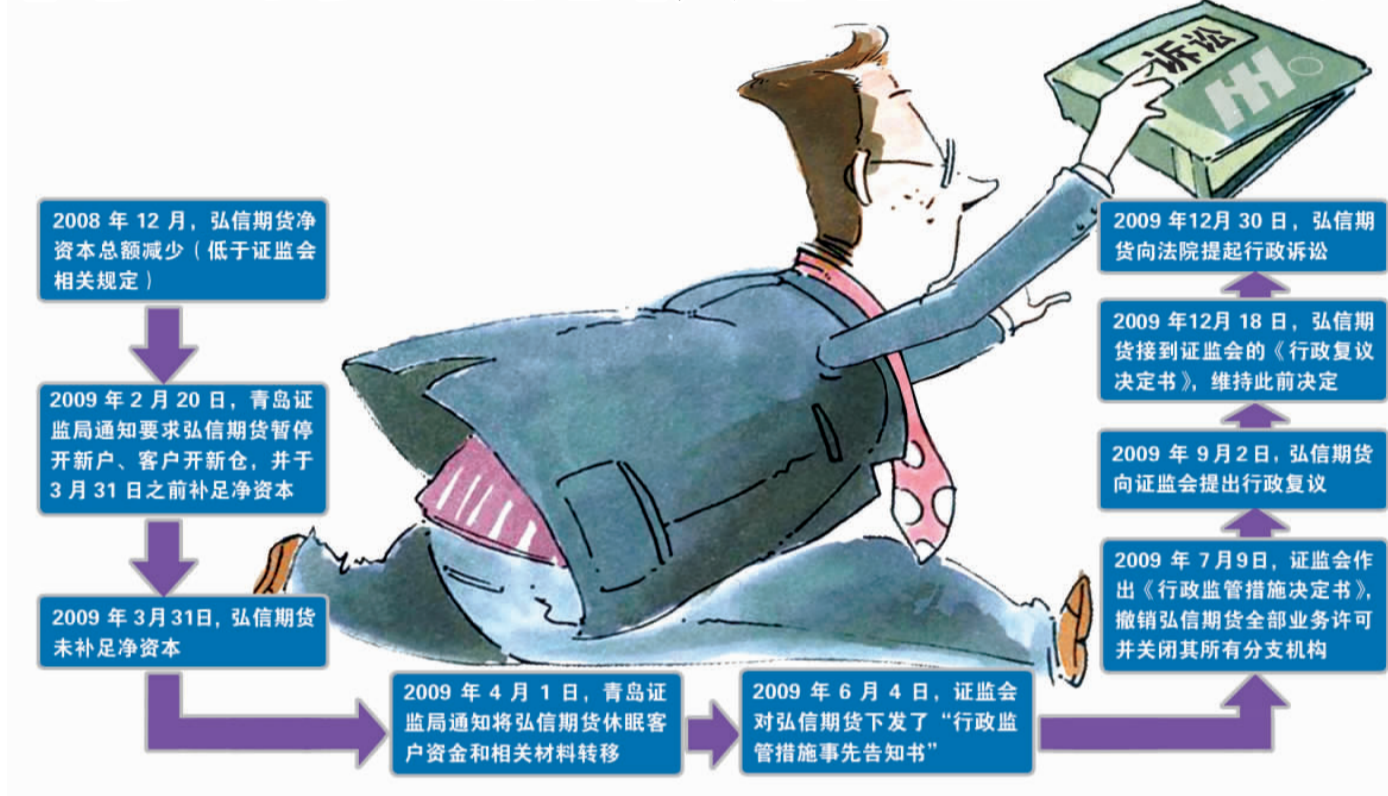 诉讼
2008 年 12 月，弘信期货净
资本总额减少（低于证监会
相关规定）
2009 年 2 月 20 日，青岛证
监局通知要求弘信期货暂停
开新户、客户开新仓，并于
3 月 31 日之前补足净资本
2009 年 3月31日，弘信期货
未补足净资本
2009 年 4 月 1 日，青岛证
监局通知将弘信期货休眠客
户资金和相关材料转移
2009 年 6 月 4 日，证监会
对弘信期货下发了“行政监
管措施事先告知书”
2009 年 7月9日，证监会作
出《行政监管措施决定书》，
撤销弘信期货全部业务许可
并关闭其所有分支机构
2009 年 9月2日，弘信期货
向证监会提出行政复议
2009 年12月 18 日，弘信期
货接到证监会的《行政复议
决定书》，维持此前决定
2009 年12月 30 日，弘信期
货向法院提起行政诉讼